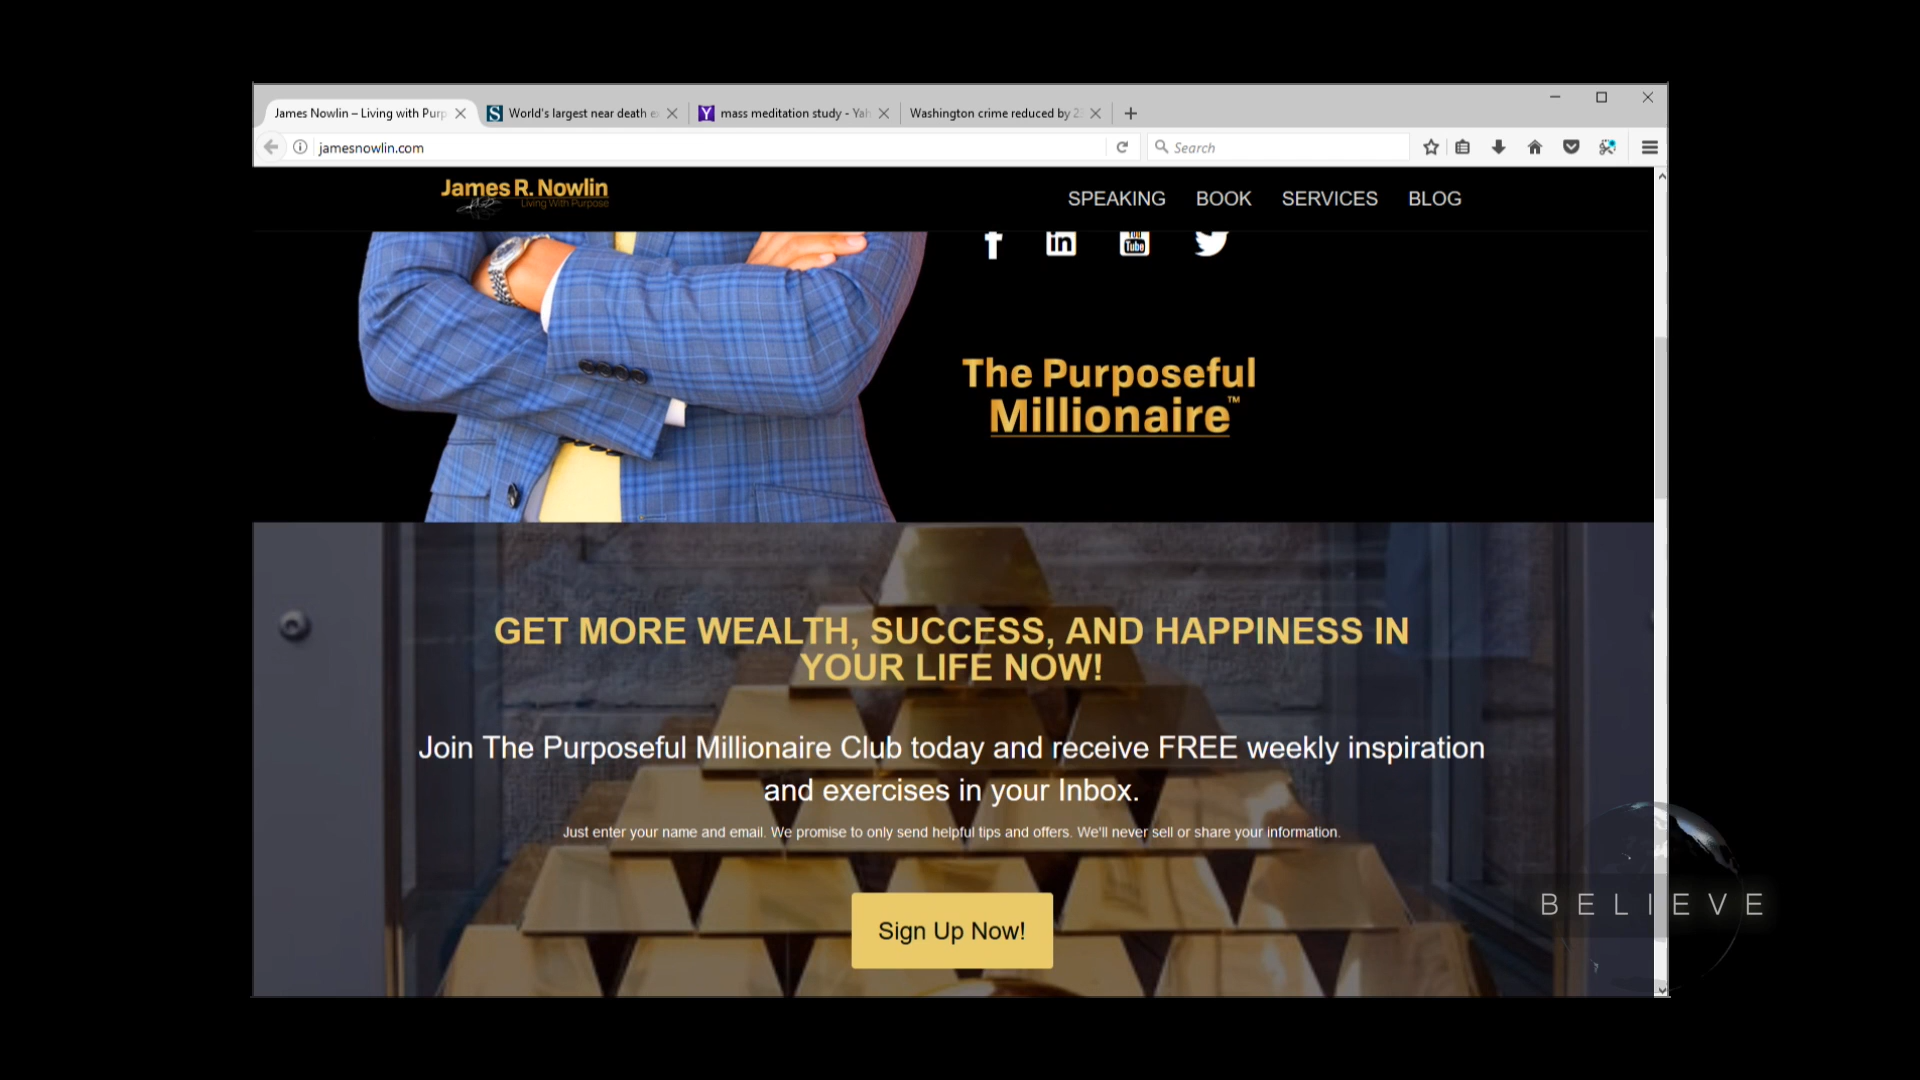 James Nowlin – Living with Purp
World's largest near death e
mass meditation study - Yah
Washington crime reduced by 2
jamesnowlin.com
Search
James R. Nowlin
Living With Purpose
SPEAKING
BOOK
SERVICES
BLOG
The Purposeful
Millionaire™
GET MORE WEALTH, SUCCESS, AND HAPPINESS IN
YOUR LIFE NOW!
Join The Purposeful Millionaire Club today and receive FREE weekly inspiration
and exercises in your Inbox.
Just enter your name and email. We promise to only send helpful tips and offers. We'll never sell or share your information.
Sign Up Now!
BELIEVE